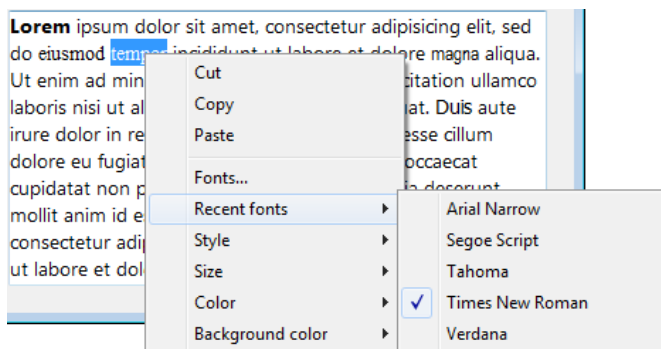 Lorem ipsum dolor sit amet, consectetur adipisicing elit, sed
do eiusmod tempor incididunt ut labore et dolore magna aliqua.
Ut enim ad min citation ullamco
laboris nisi ut al uat. Duis aute
irure dolor in re esse cillum
dolore eu fugiat occaecat
cupidatat non p ia deserunt
mollit anim id e
consectetur adip
ut labore et dol
Cut
Copy
Paste
Fonts...
Recent fonts
Style
Size
Color
Background color
Arial Narrow
Segoe Script
Tahoma
Times New Roman
Verdana